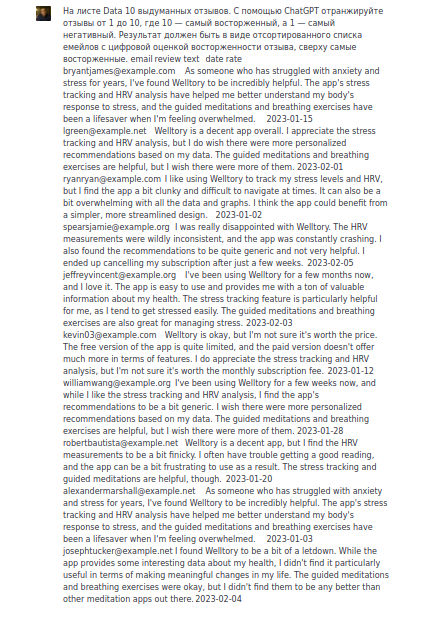 На листе Data 10 выдуманных отзывов. С помощью ChatGPT отранжируйте
отзывы от 1 до 10, где 10 — самый восторженный, а 1 — самый
негативный. Результат должен быть в виде отсортированного списка
емейлов с цифровой оценкой восторженности отзыва, сверху самые
восторженные. email review text date rate
bryantjames@example.com As someone who has struggled with anxiety and
stress for years, I've found Welltory to be incredibly helpful. The app's stress
tracking and HRV analysis have helped me better understand my body's
response to stress, and the guided meditations and breathing exercises have
been a lifesaver when I'm feeling overwhelmed. 2023-01-15
lgreen@example.net Welltory is a decent app overall. I appreciate the stress
tracking and HRV analysis, but I do wish there were more personalized
recommendations based on my data. The guided meditations and breathing
exercises are helpful, but I wish there were more of them. 2023-02-01
ryanryan@example.com I like using Welltory to track my stress levels and HRV,
but I find the app a bit clunky and difficult to navigate at times. It can also be a
bit overwhelming with all the data and graphs. I think the app could benefit from
a simpler, more streamlined design. 2023-01-02
spearsjamie@example.org I was really disappointed with Welltory. The HRV
measurements were wildly inconsistent, and the app was constantly crashing. I
also found the recommendations to be quite generic and not very helpful. I
ended up cancelling my subscription after just a few weeks. 2023-02-05
jeffreyvincent@example.org I've been using Welltory for a few months now,
and I love it. The app is easy to use and provides me with a ton of valuable
information about my health. The stress tracking feature is particularly helpful
for me, as I tend to get stressed easily. The guided meditations and breathing
exercises are also great for managing stress. 2023-02-03
kevin03@example.com Welltory is okay, but I'm not sure it's worth the price.
The free version of the app is quite limited, and the paid version doesn't offer
much more in terms of features. I do appreciate the stress tracking and HRV
analysis, but I'm not sure it's worth the monthly subscription fee. 2023-01-12
williamwang@example.org I've been using Welltory for a few weeks now, and
while I like the stress tracking and HRV analysis, I find the app's
recommendations to be a bit generic. I wish there were more personalized
recommendations based on my data. The guided meditations and breathing
exercises are helpful, but I wish there were more of them. 2023-01-28
robertbautista@example.net Welltory is a decent app, but I find the HRV
measurements to be a bit finicky. I often have trouble getting a good reading,
and the app can be a bit frustrating to use as a result. The stress tracking and
guided meditations are helpful, though. 2023-01-20
alexandermarshall@example.net As someone who has struggled with anxiety
and stress for years, I've found Welltory to be incredibly helpful. The app's stress
tracking and HRV analysis have helped me better understand my body's
response to stress, and the guided meditations and breathing exercises have
been a lifesaver when I'm feeling overwhelmed. 2023-01-03
josephtucker@example.net I found Welltory to be a bit of a letdown. While the
app provides some interesting data about my health, I didn't find it particularly
useful in terms of making meaningful changes in my life. The guided meditations
and breathing exercises were okay, but I didn't find them to be any better than
other meditation apps out there. 2023-02-04